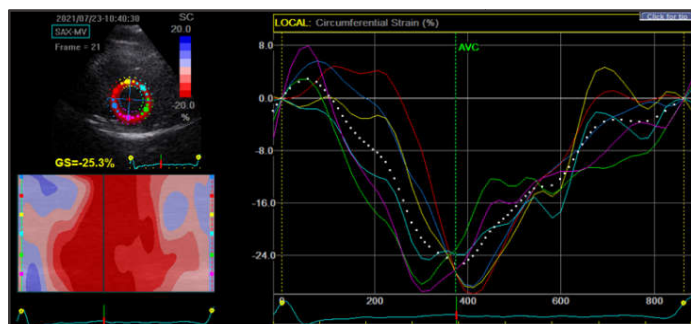 2021/07/23-10:40:30
SAX-MV
Frame = 21
SC
20.0%
-20.0
%
GS=-25.3%
LOCAL: Circumferential Strain (%)
AVC
8.0
0.0
-8.0
-16.0
-24.0
0
200
400
600
800